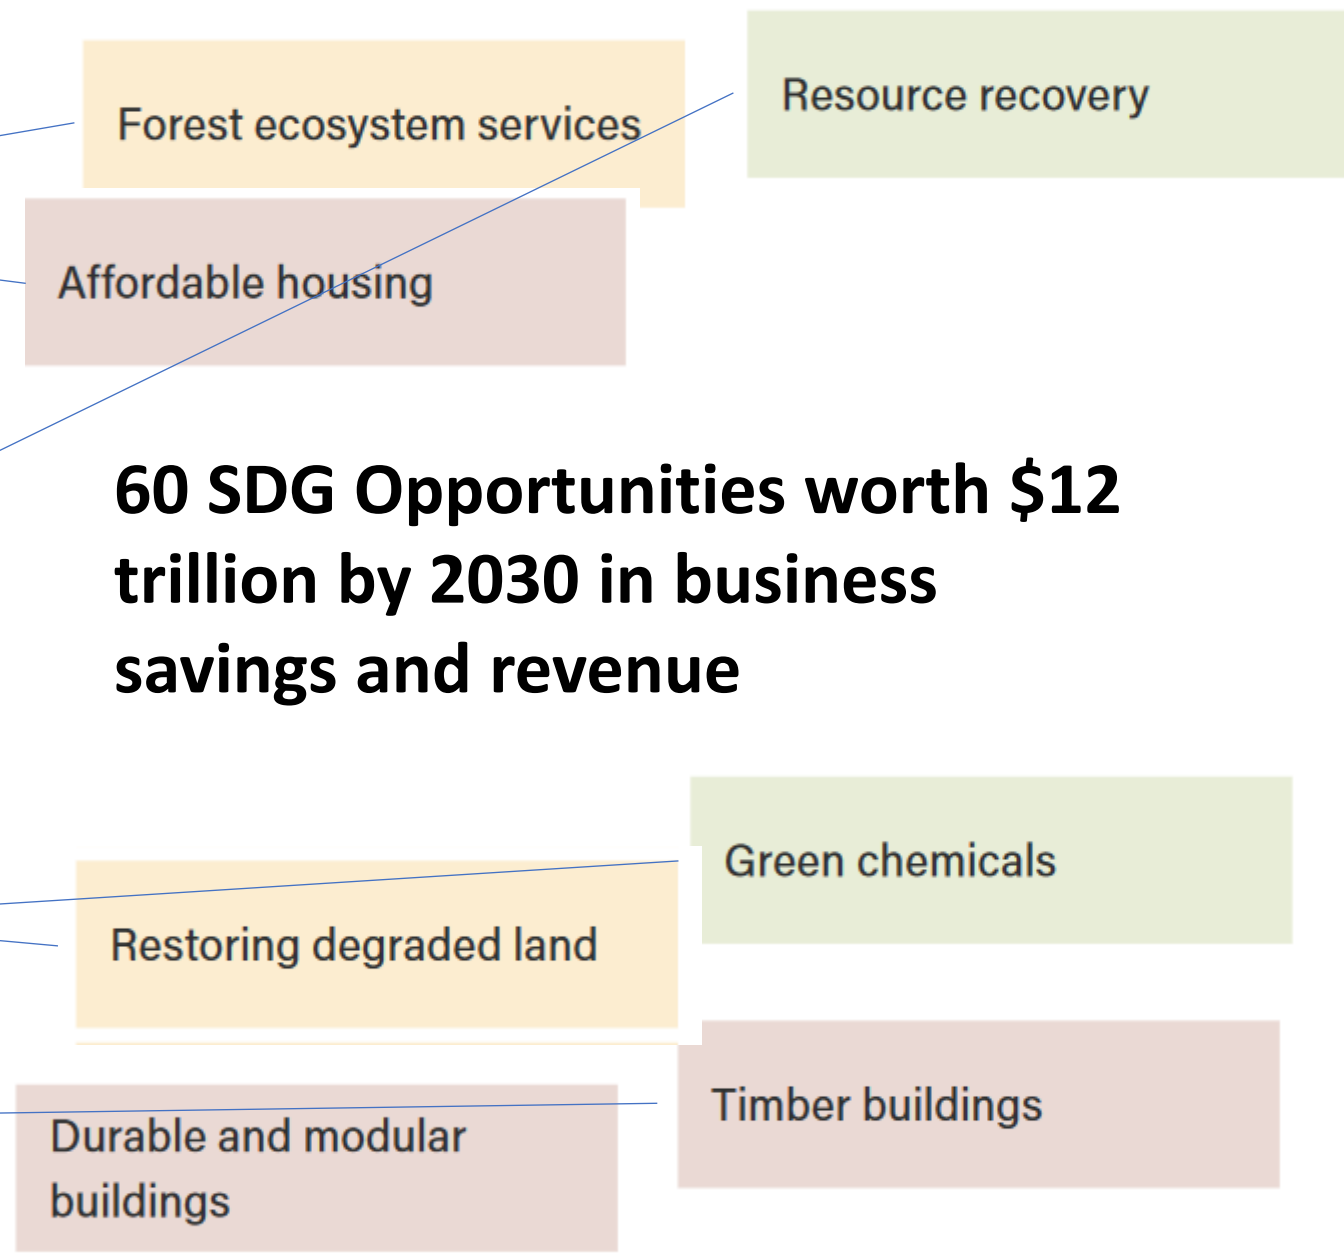 Forest ecosystem services
Resource recovery
Affordable housing
60 SDG Opportunities worth $12
trillion by 2030 in business
savings and revenue
Green chemicals
Restoring degraded land
Timber buildings
Durable and modular
buildings